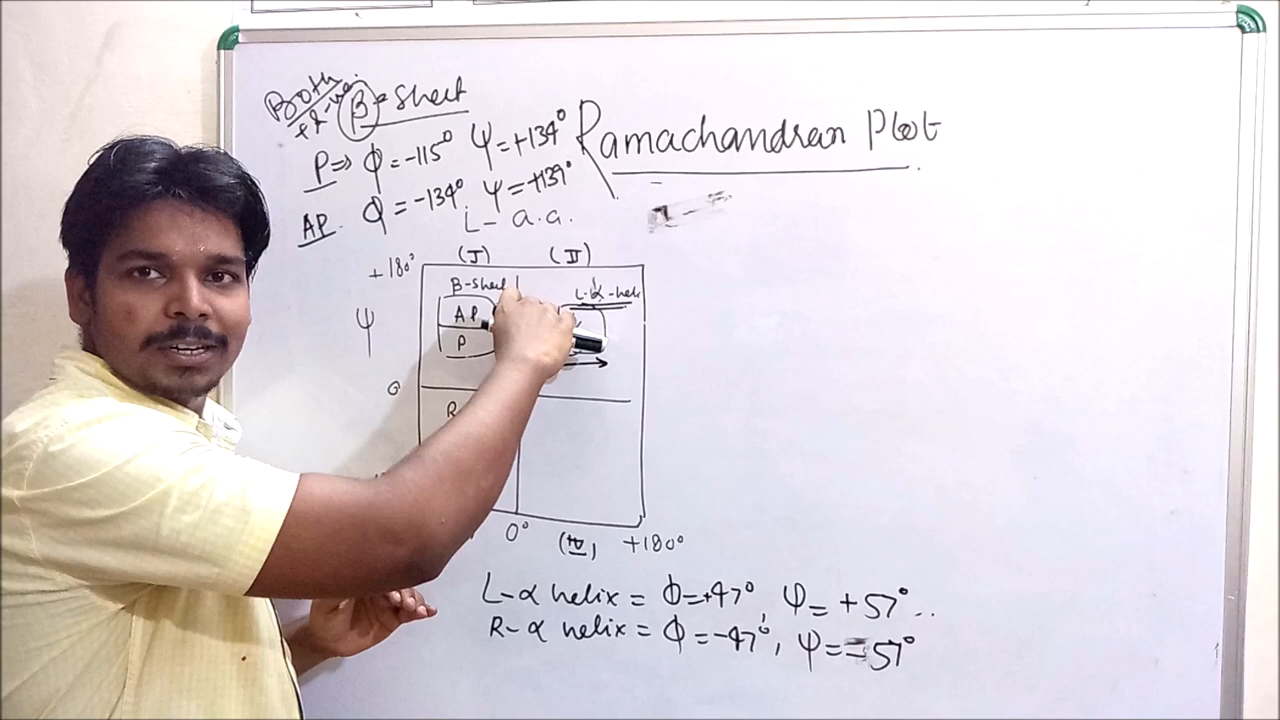 Both
+ & -ve.
β-sheet
P => ϕ = -115° ψ = +134°
AP. ϕ = -134°. ψ = +139°
Ramachandran Plot
L- a.a.
(I) (II)
+180°
B-sheet
L-α-heli
AP
P
ψ
0
R
0° (IV) +180°
L-α helix = ϕ=+47°, ψ = +57°..
R-α helix = ϕ = -47°, ψ = -57°